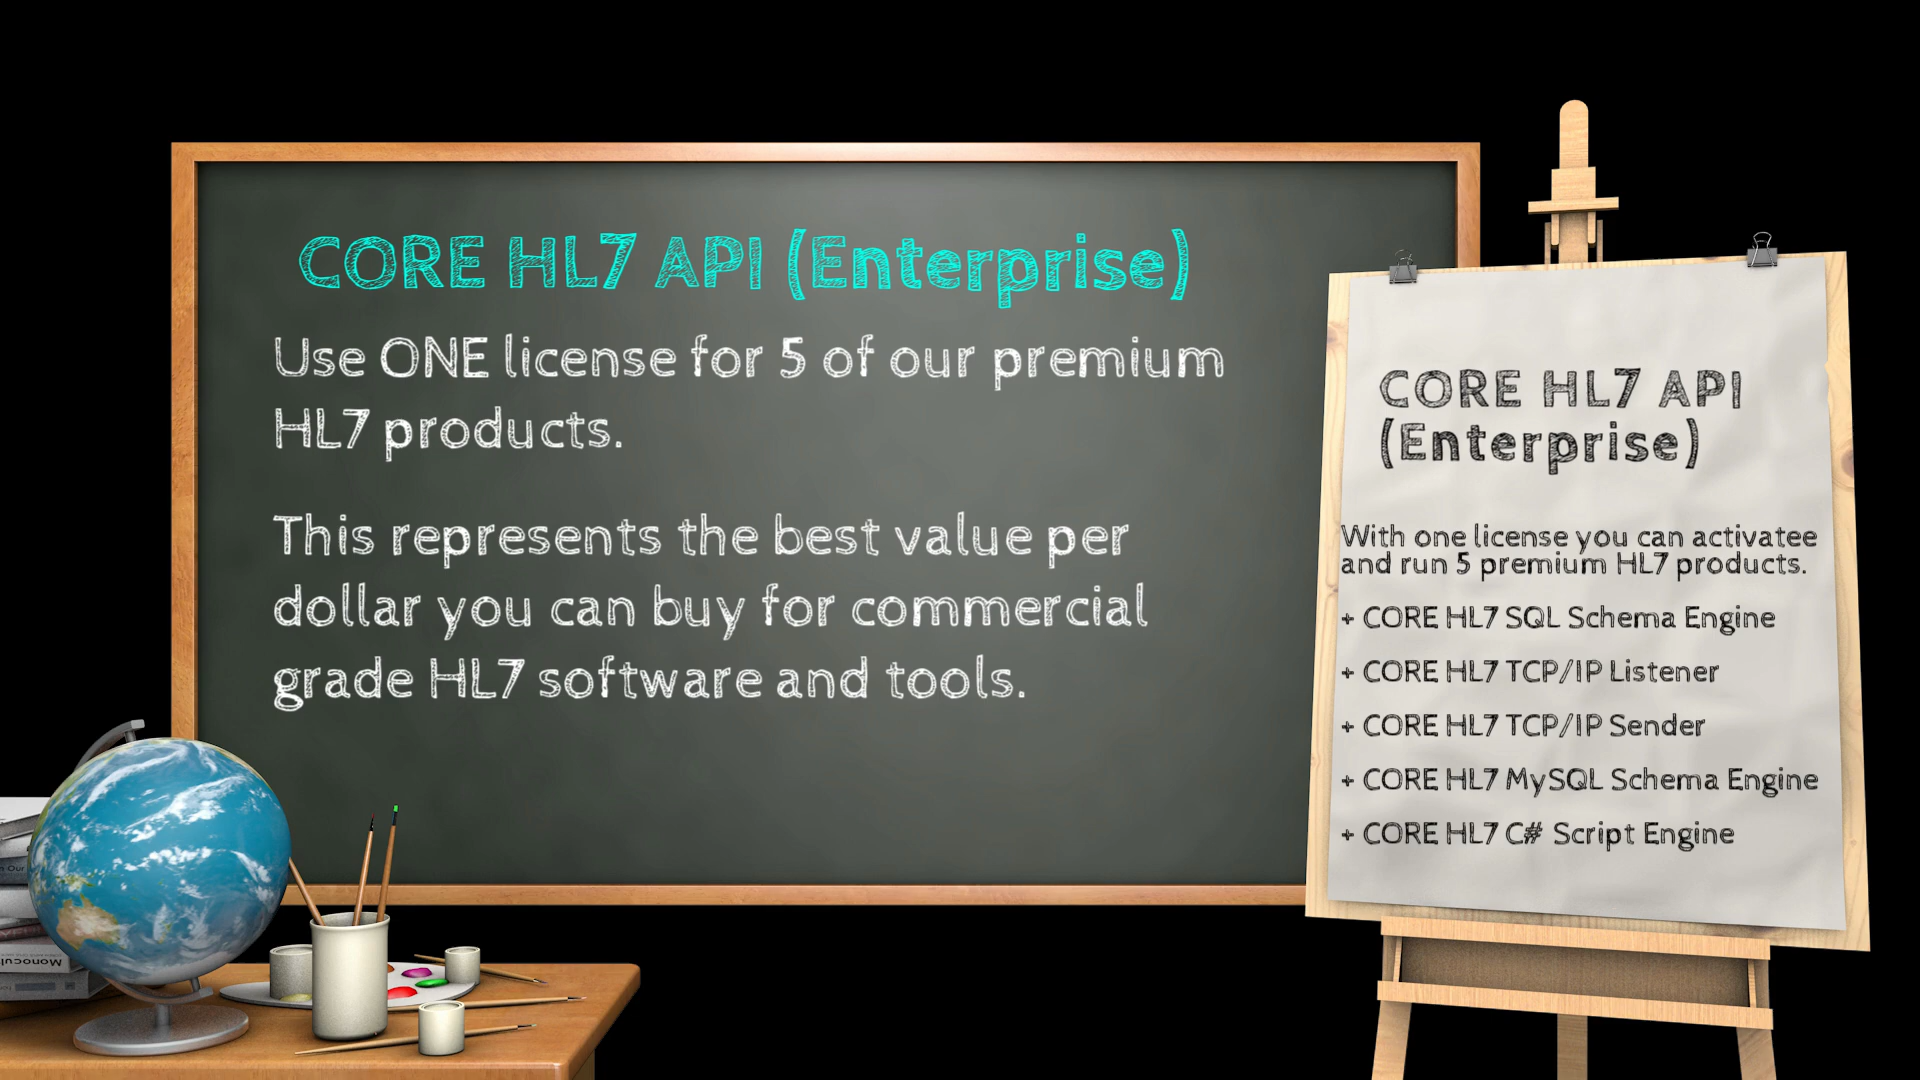 CORE HL7 API (Enterprise)
Use ONE license for 5 of our premium
HL7 products.
This represents the best value per
dollar you can buy for commercial
grade HL7 software and tools.
CORE HL7 API
(Enterprise)
With one license you can activatee
and run 5 premium HL7 products.
+ CORE HL7 SQL Schema Engine
+ CORE HL7 TCP/IP Listener
+ CORE HL7 TCP/IP Sender
+ CORE HL7 MySQL Schema Engine
+ CORE HL7 C# Script Engine
n Our
Monocul